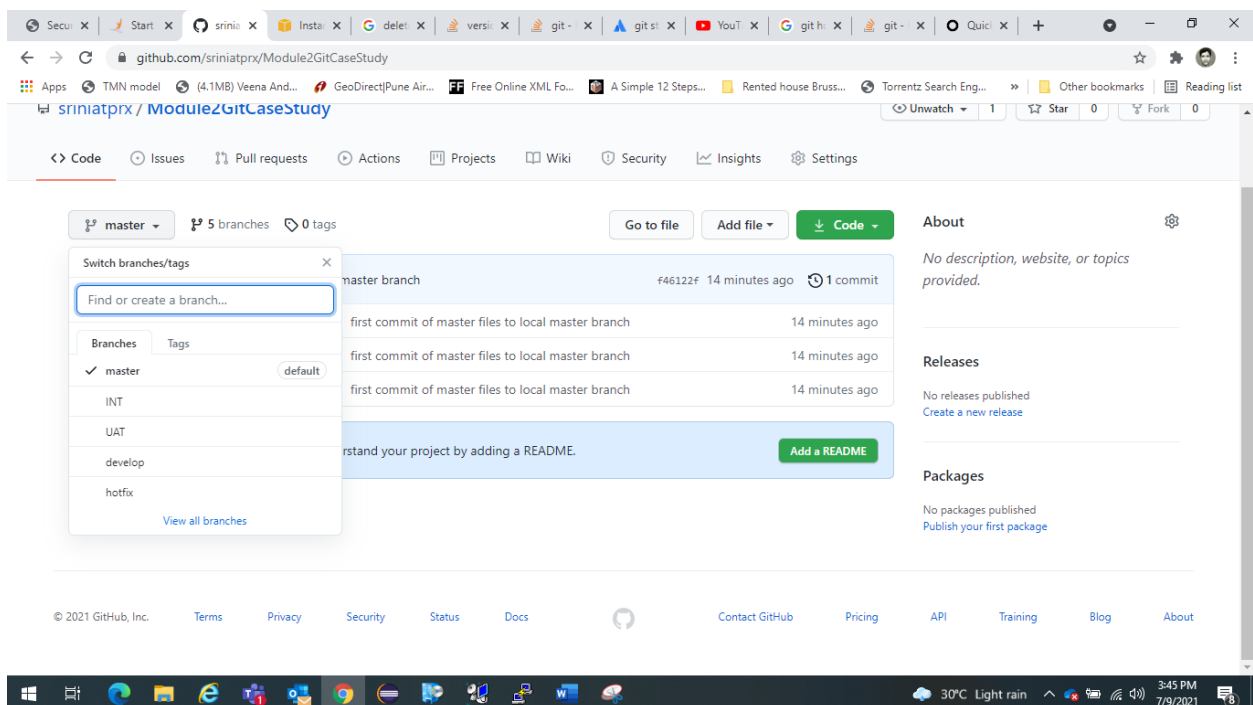 Secu Start srinia Insta G delet versic git - git st YouT G git ho git - Quic
github.com/sriniatprx/Module2GitCaseStudy
Apps TMN model (4.1MB) Veena And... GeoDirect|Pune Air... FF Free Online XML Fo... A Simple 12 Steps... Rented house Bruss... Torrentz Search Eng... » Other bookmarks Reading list
sriniatprx / Module2GitCaseStudy Unwatch 1 Star 0 Fork 0
<> Code Issues Pull requests Actions Projects Wiki Security Insights Settings
master 5 branches 0 tags Go to file Add file Code About
Switch branches/tags
No description, website, or topics
provided.
master branch f46122f 14 minutes ago 1 commit
Find or create a branch...
first commit of master files to local master branch 14 minutes ago
Branches Tags
first commit of master files to local master branch 14 minutes ago
Releases
master default
first commit of master files to local master branch 14 minutes ago
No releases published
INT
Create a new release
UAT
rstand your project by adding a README. Add a README
develop
Packages
hotfix
No packages published
View all branches
Publish your first package
© 2021 GitHub, Inc. Terms Privacy Security Status Docs Contact GitHub Pricing API Training Blog About
30°C Light rain 3:45 PM
7/9/2021 8